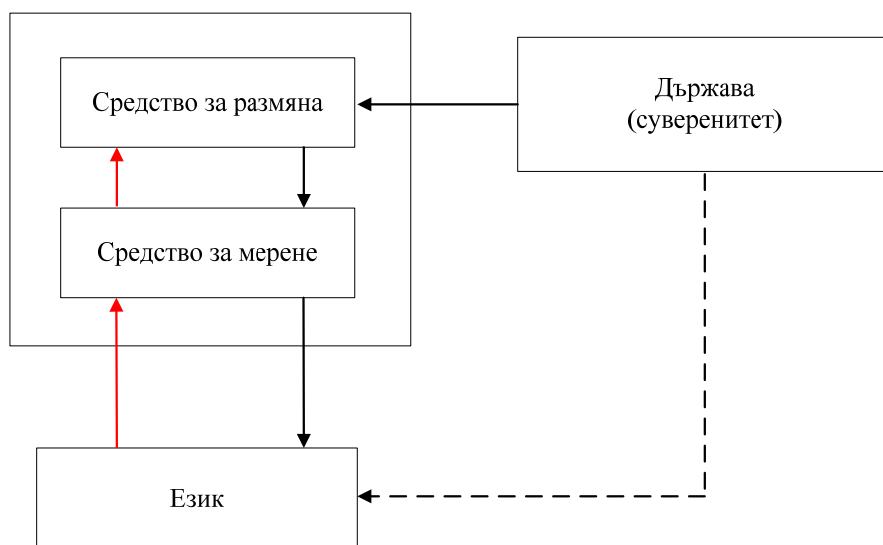 Средство за размяна
Държава
(суверенитет)
Средство за мерене
Език